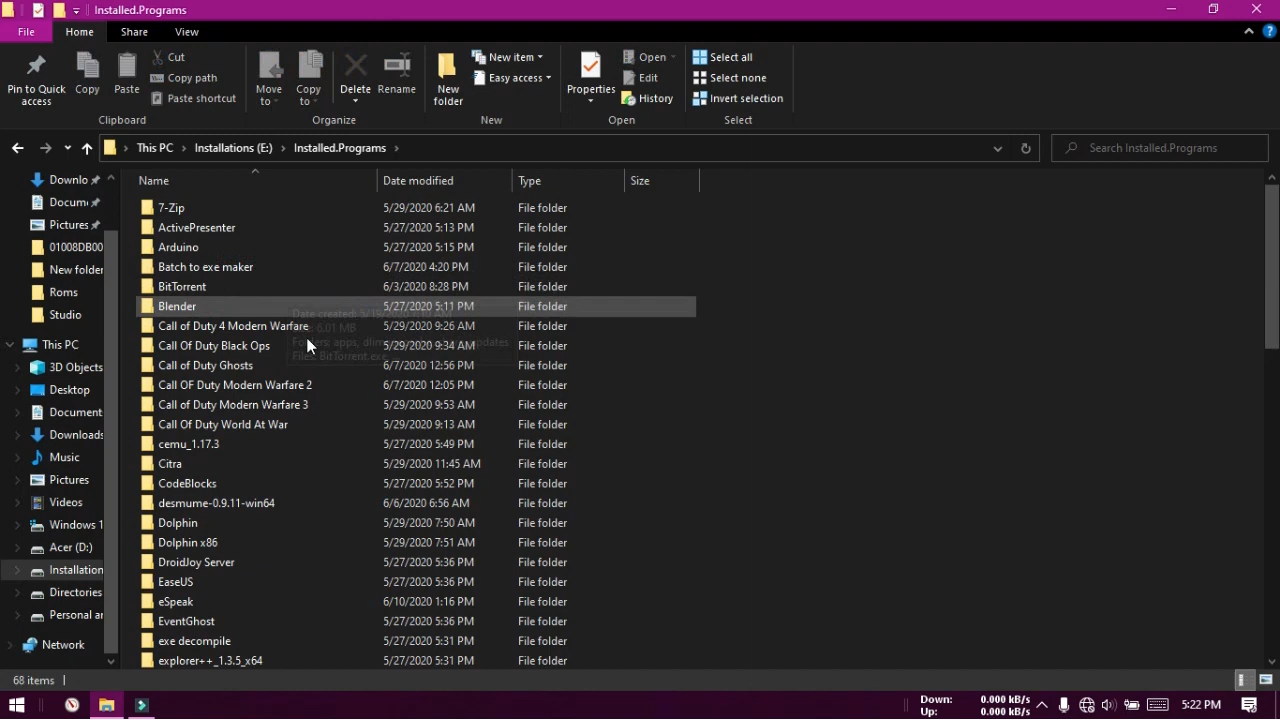 Installed.Programs
File Home Share View
Pin to Quick access
Copy
Paste
Cut
Copy path
Paste shortcut
Clipboard
Move to
Copy to
Delete
Rename
Organize
New folder
New item
Easy access
New
Properties
Open
Edit
History
Open
Select all
Select none
Invert selection
Select
This PC > Installations (E:) > Installed.Programs >
Search Installed.Programs
Downlo
Docum
Pictures
01008DB00
New folder
Roms
Studio
This PC
3D Objects
Desktop
Document
Downloads
Music
Pictures
Videos
Windows 1
Acer (D:)
Installation
Directories
Personal ar
Network
Name Date modified Type Size
7-Zip 5/29/2020 6:21 AM File folder
ActivePresenter 5/27/2020 5:13 PM File folder
Arduino 5/27/2020 5:15 PM File folder
Batch to exe maker 6/7/2020 4:20 PM File folder
BitTorrent 6/3/2020 8:28 PM File folder
Blender 5/27/2020 5:11 PM File folder
Call of Duty 4 Modern Warfare 5/29/2020 9:26 AM File folder
Call Of Duty Black Ops 5/29/2020 9:34 AM File folder
Call of Duty Ghosts 6/7/2020 12:56 PM File folder
Call OF Duty Modern Warfare 2 6/7/2020 12:05 PM File folder
Call of Duty Modern Warfare 3 5/29/2020 9:53 AM File folder
Call Of Duty World At War 5/29/2020 9:13 AM File folder
cemu_1.17.3 5/27/2020 5:49 PM File folder
Citra 5/29/2020 11:45 AM File folder
CodeBlocks 5/27/2020 5:52 PM File folder
desmume-0.9.11-win64 6/6/2020 6:56 AM File folder
Dolphin 5/29/2020 7:50 AM File folder
Dolphin x86 5/29/2020 7:51 AM File folder
DroidJoy Server 5/27/2020 5:36 PM File folder
EaseUS 5/27/2020 5:36 PM File folder
eSpeak 6/10/2020 1:16 PM File folder
EventGhost 5/27/2020 5:36 PM File folder
exe decompile 5/27/2020 5:31 PM File folder
explorer++_1.3.5_x64 5/27/2020 5:31 PM File folder
68 items
Down: 0.000 kB/s
Up: 0.000 kB/s
5:22 PM